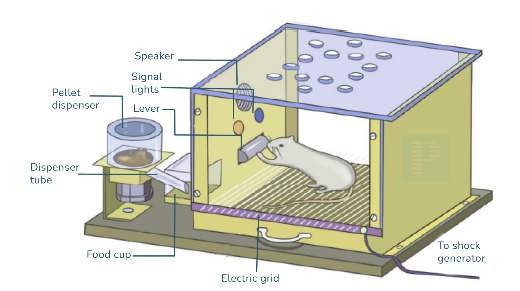 Speaker
Signal
lights
Pellet
dispenser
Lever
Dispenser
tube
Food cup
Electric grid
To shock
generator